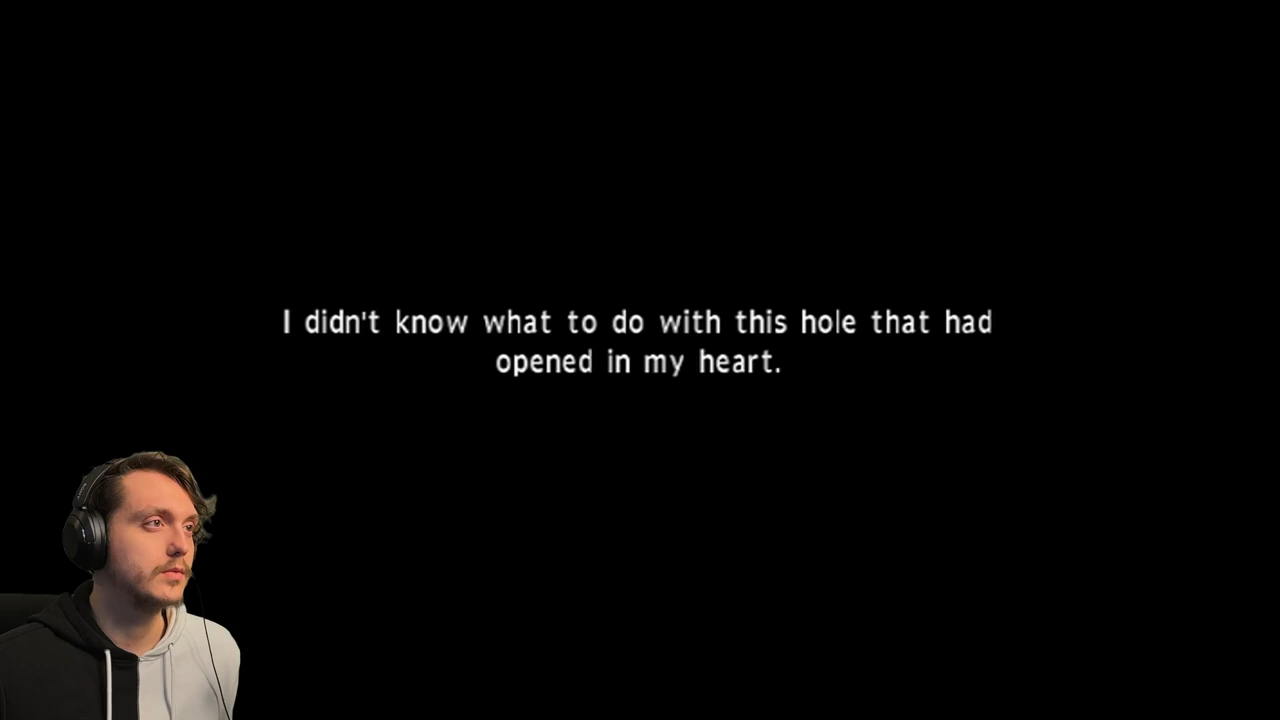 I didn't know what to do with this hole that had
opened in my heart.